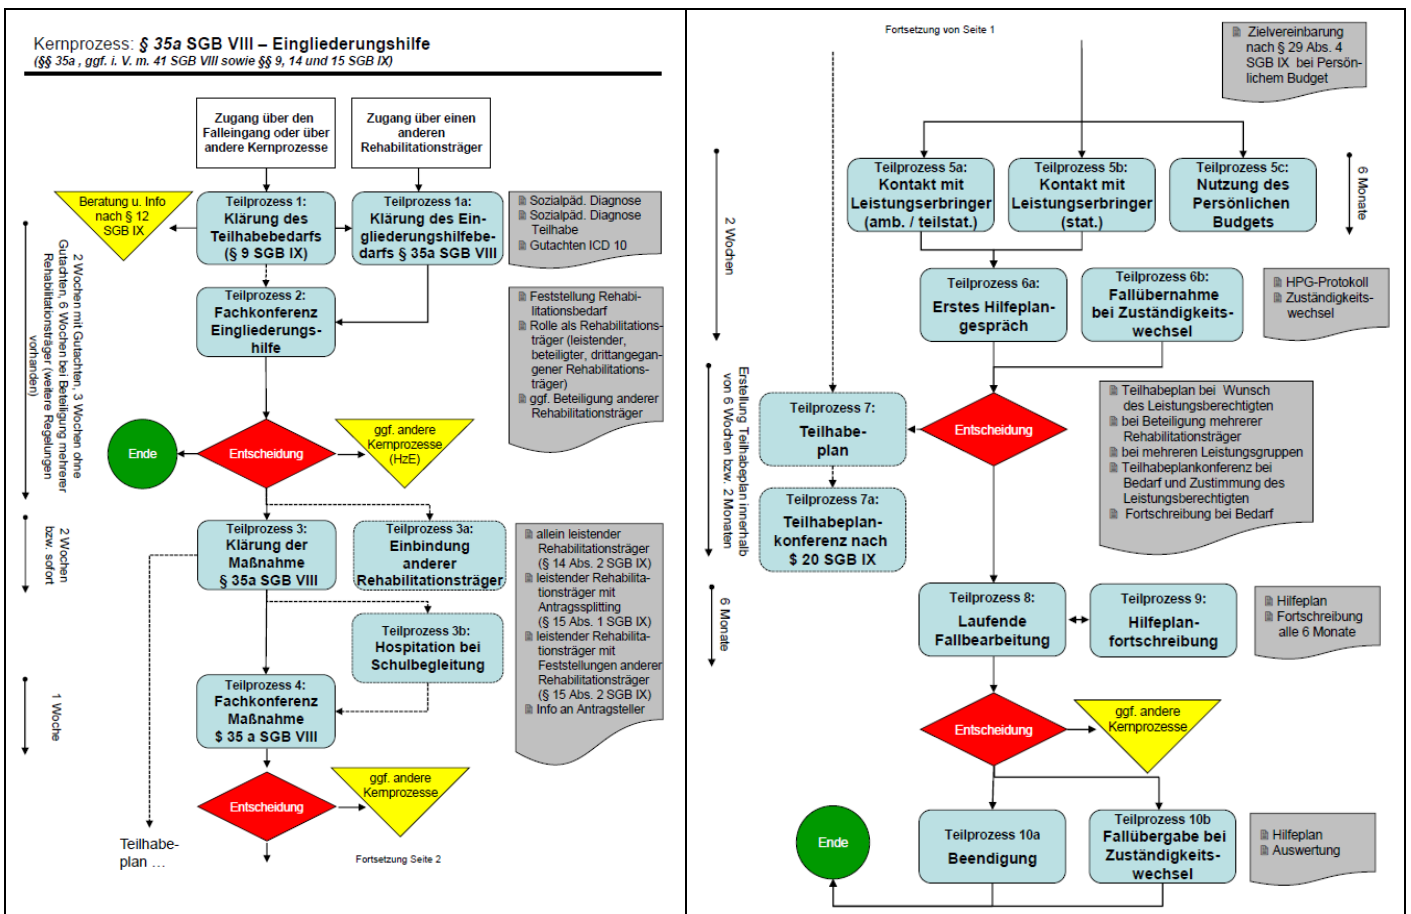 Kernprozess: § 35a SGB VIII – Eingliederungshilfe
(§§ 35a , ggf. i. V. m. 41 SGB VIII sowie §§ 9, 14 und 15 SGB IX)
Zugang über den
Falleingang oder über
andere Kernprozesse
Zugang über einen
anderen
Rehabilitationsträger
Beratung u. Info
nach § 12
SGB IX
Teilprozess 1:
Klärung des
Teilhabebedarfs
(§ 9 SGB IX)
Teilprozess 1a:
Klärung des Ein-
gliederungshilfebe-
darfs § 35a SGB VIII
Sozialpäd. Diagnose
Sozialpäd. Diagnose
Teilhabe
Gutachten ICD 10
2 Wochen mit Gutachten, 3 Wochen ohne
Gutachten, 6 Wochen bei Beteiligung mehrerer
Rehabilitationsträger (weitere Regelungen
vorhanden)
Teilprozess 2:
Fachkonferenz
Eingliederungs-
hilfe
Feststellung Rehabi-
litationsbedarf
Rolle als Rehabilitations-
träger (leistender,
beteiligter, drittangegan-
gener Rehabilitations-
träger)
ggf. Beteiligung anderer
Rehabilitationsträger
Ende
Entscheidung
ggf. andere
Kernprozesse
(HzE)
2 Wochen
bzw. sofort
Teilprozess 3:
Klärung der
Maßnahme
§ 35a SGB VIII
Teilprozess 3a:
Einbindung
anderer
Rehabilitationsträger
allein leistender
Rehabilitationsträger
(§ 14 Abs. 2 SGB IX)
leistender Rehabilita-
tionsträger mit
Antragssplitting
(§ 15 Abs. 1 SGB IX)
leistender Rehabilita-
tionsträger mit
Feststellungen anderer
Rehabilitationsträger
(§ 15 Abs. 2 SGB IX)
Info an Antragsteller
Teilprozess 3b:
Hospitation bei
Schulbegleitung
1 Woche
Teilprozess 4:
Fachkonferenz
Maßnahme
$ 35 a SGB VIII
Entscheidung
ggf. andere
Kernprozesse
Teilhabe-
plan …
Fortsetzung Seite 2
Fortsetzung von Seite 1
Zielvereinbarung
nach § 29 Abs. 4
SGB IX bei Persön-
lichem Budget
2 Wochen
Teilprozess 5a:
Kontakt mit
Leistungserbringer
(amb. / teilstat.)
Teilprozess 5b:
Kontakt mit
Leistungserbringer
(stat.)
Teilprozess 5c:
Nutzung des
Persönlichen
Budgets
6 Monate
Teilprozess 6a:
Erstes Hilfeplan-
gespräch
Teilprozess 6b:
Fallübernahme
bei Zuständigkeits-
wechsel
HPG-Protokoll
Zuständigkeits-
wechsel
Erstellung Teilhabeplan innerhalb
von 6 Wochen bzw. 2 Monaten
Teilprozess 7:
Teilhabe-
plan
Entscheidung
Teilhabeplan bei Wunsch
des Leistungsberechtigten
bei Beteiligung mehrerer
Rehabilitationsträger
bei mehreren Leistungsgruppen
Teilhabeplankonferenz bei
Bedarf und Zustimmung des
Leistungsberechtigten
Fortschreibung bei Bedarf
Teilprozess 7a:
Teilhabeplan-
konferenz nach
$ 20 SGB IX
6 Monate
Teilprozess 8:
Laufende
Fallbearbeitung
Teilprozess 9:
Hilfeplan-
fortschreibung
Hilfeplan
Fortschreibung
alle 6 Monate
Entscheidung
ggf. andere
Kernprozesse
Ende
Teilprozess 10a
Beendigung
Teilprozess 10b
Fallübergabe bei
Zuständigkeits-
wechsel
Hilfeplan
Auswertung